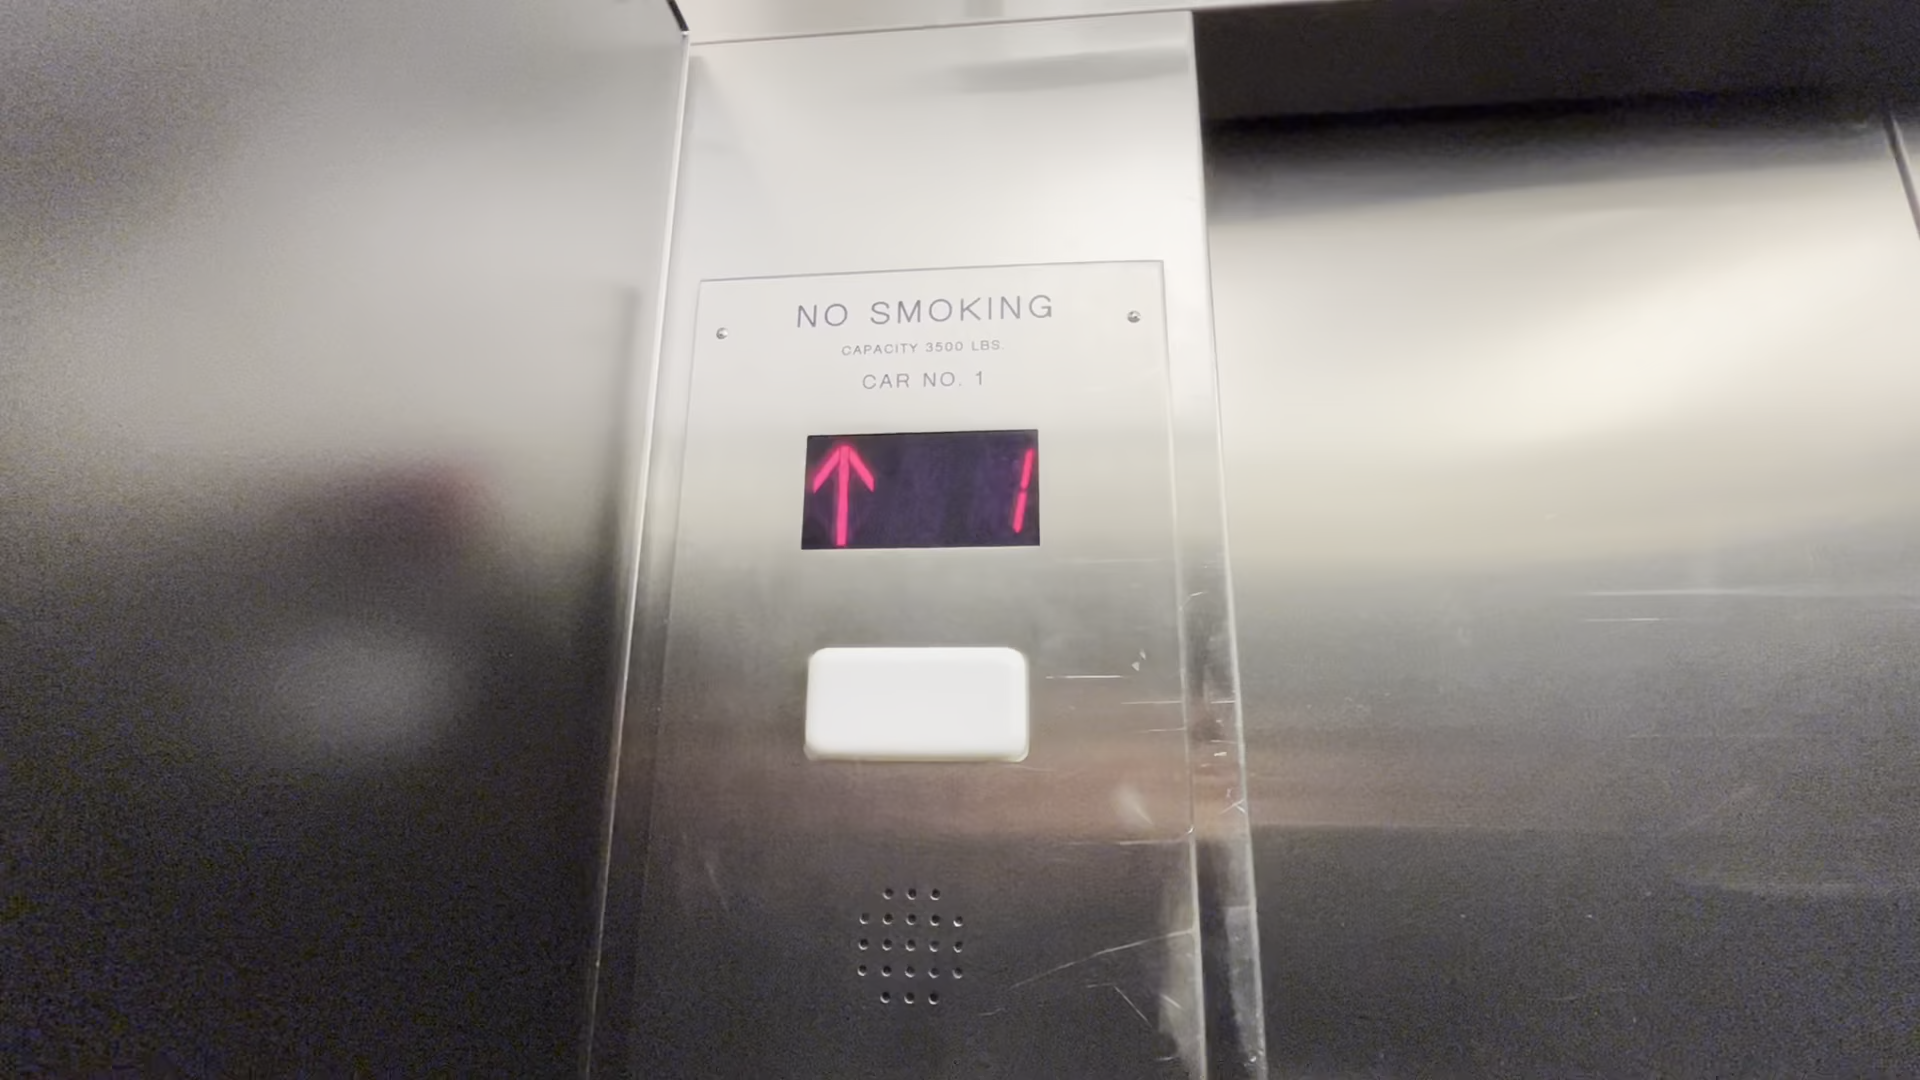 NO SMOKING
CAPACITY 3500 LBS.
CAR NO. 1
↑ 1